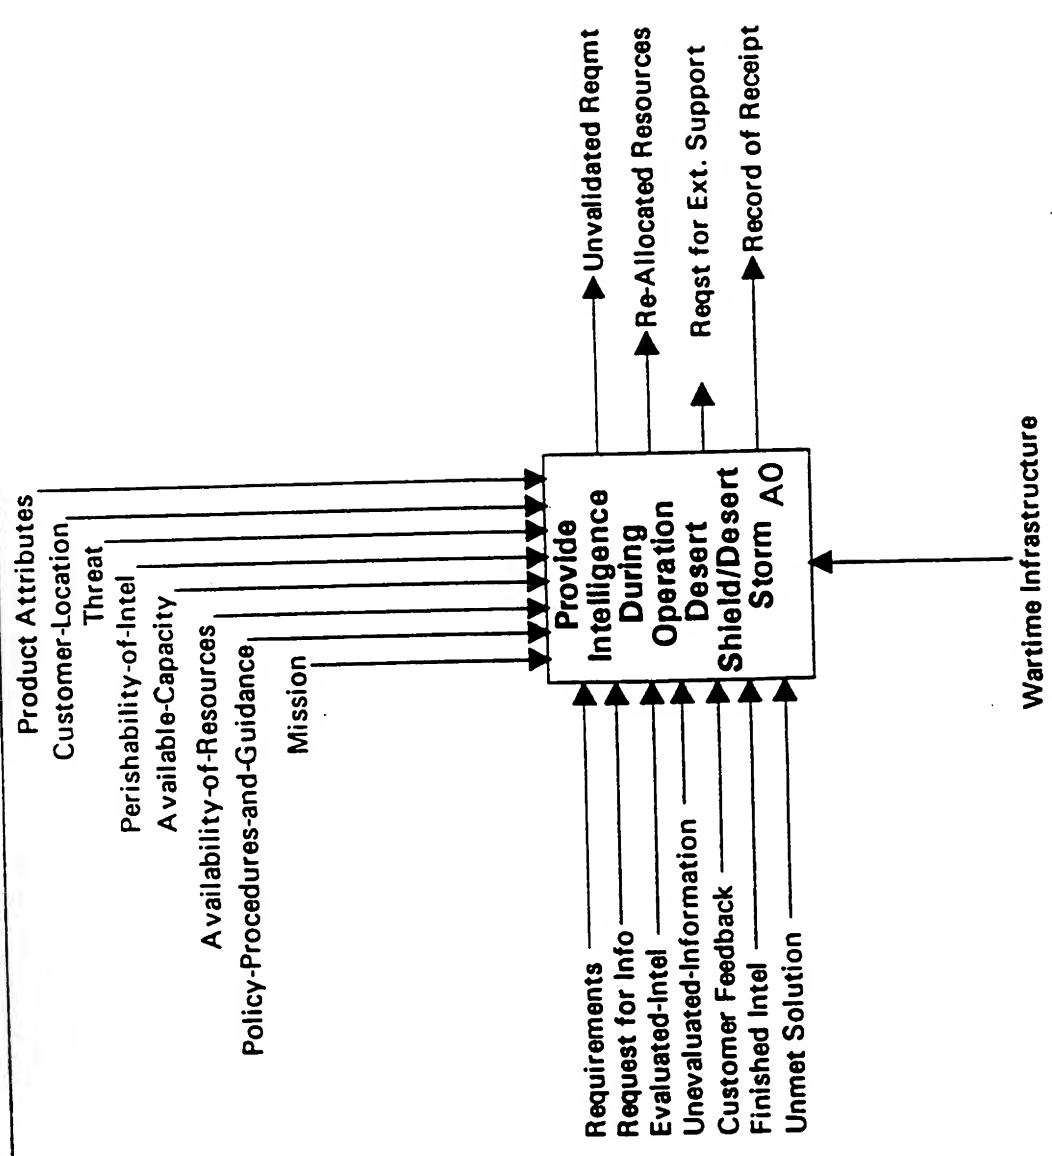 Product Attributes
Customer-Location
Threat
Perishability-of-Intel
Available-Capacity
Availability-of-Resources
Policy-Procedures-and-Guidance
Mission
Requirements
Request for Info
Evaluated-Intel
Unevaluated-Information
Customer Feedback
Finished Intel
Unmet Solution
Provide
Intelligence
During
Operation
Desert
Shield/Desert
Storm A0
Unvalidated Reqmt
Re-Allocated Resources
Reqst for Ext. Support
Record of Receipt
Wartime Infrastructure